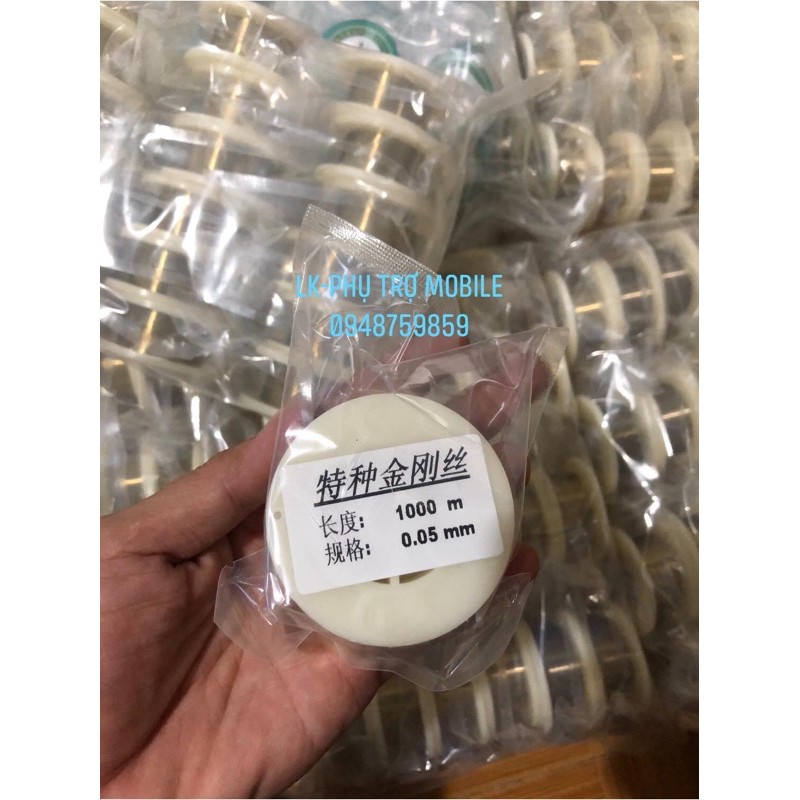 LK-PHỤ TRỢ MOBILE
0948759859
特种金刚丝
长度: 1000 m
规格: 0.05 mm